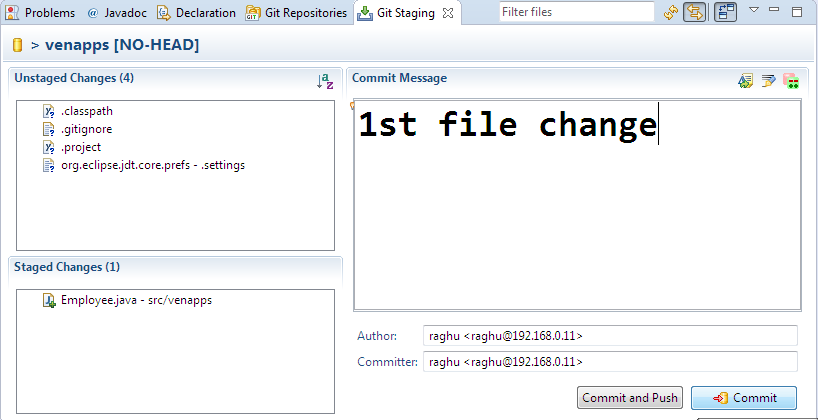 Problems @ Javadoc Declaration Git Repositories Git Staging Filter files
> venapps [NO-HEAD]
Unstaged Changes (4)
.classpath
.gitignore
.project
org.eclipse.jdt.core.prefs - .settings
Staged Changes (1)
Employee.java - src/venapps
Commit Message
1st file change
Author: raghu <raghu@192.168.0.11>
Committer: raghu <raghu@192.168.0.11>
Commit and Push Commit